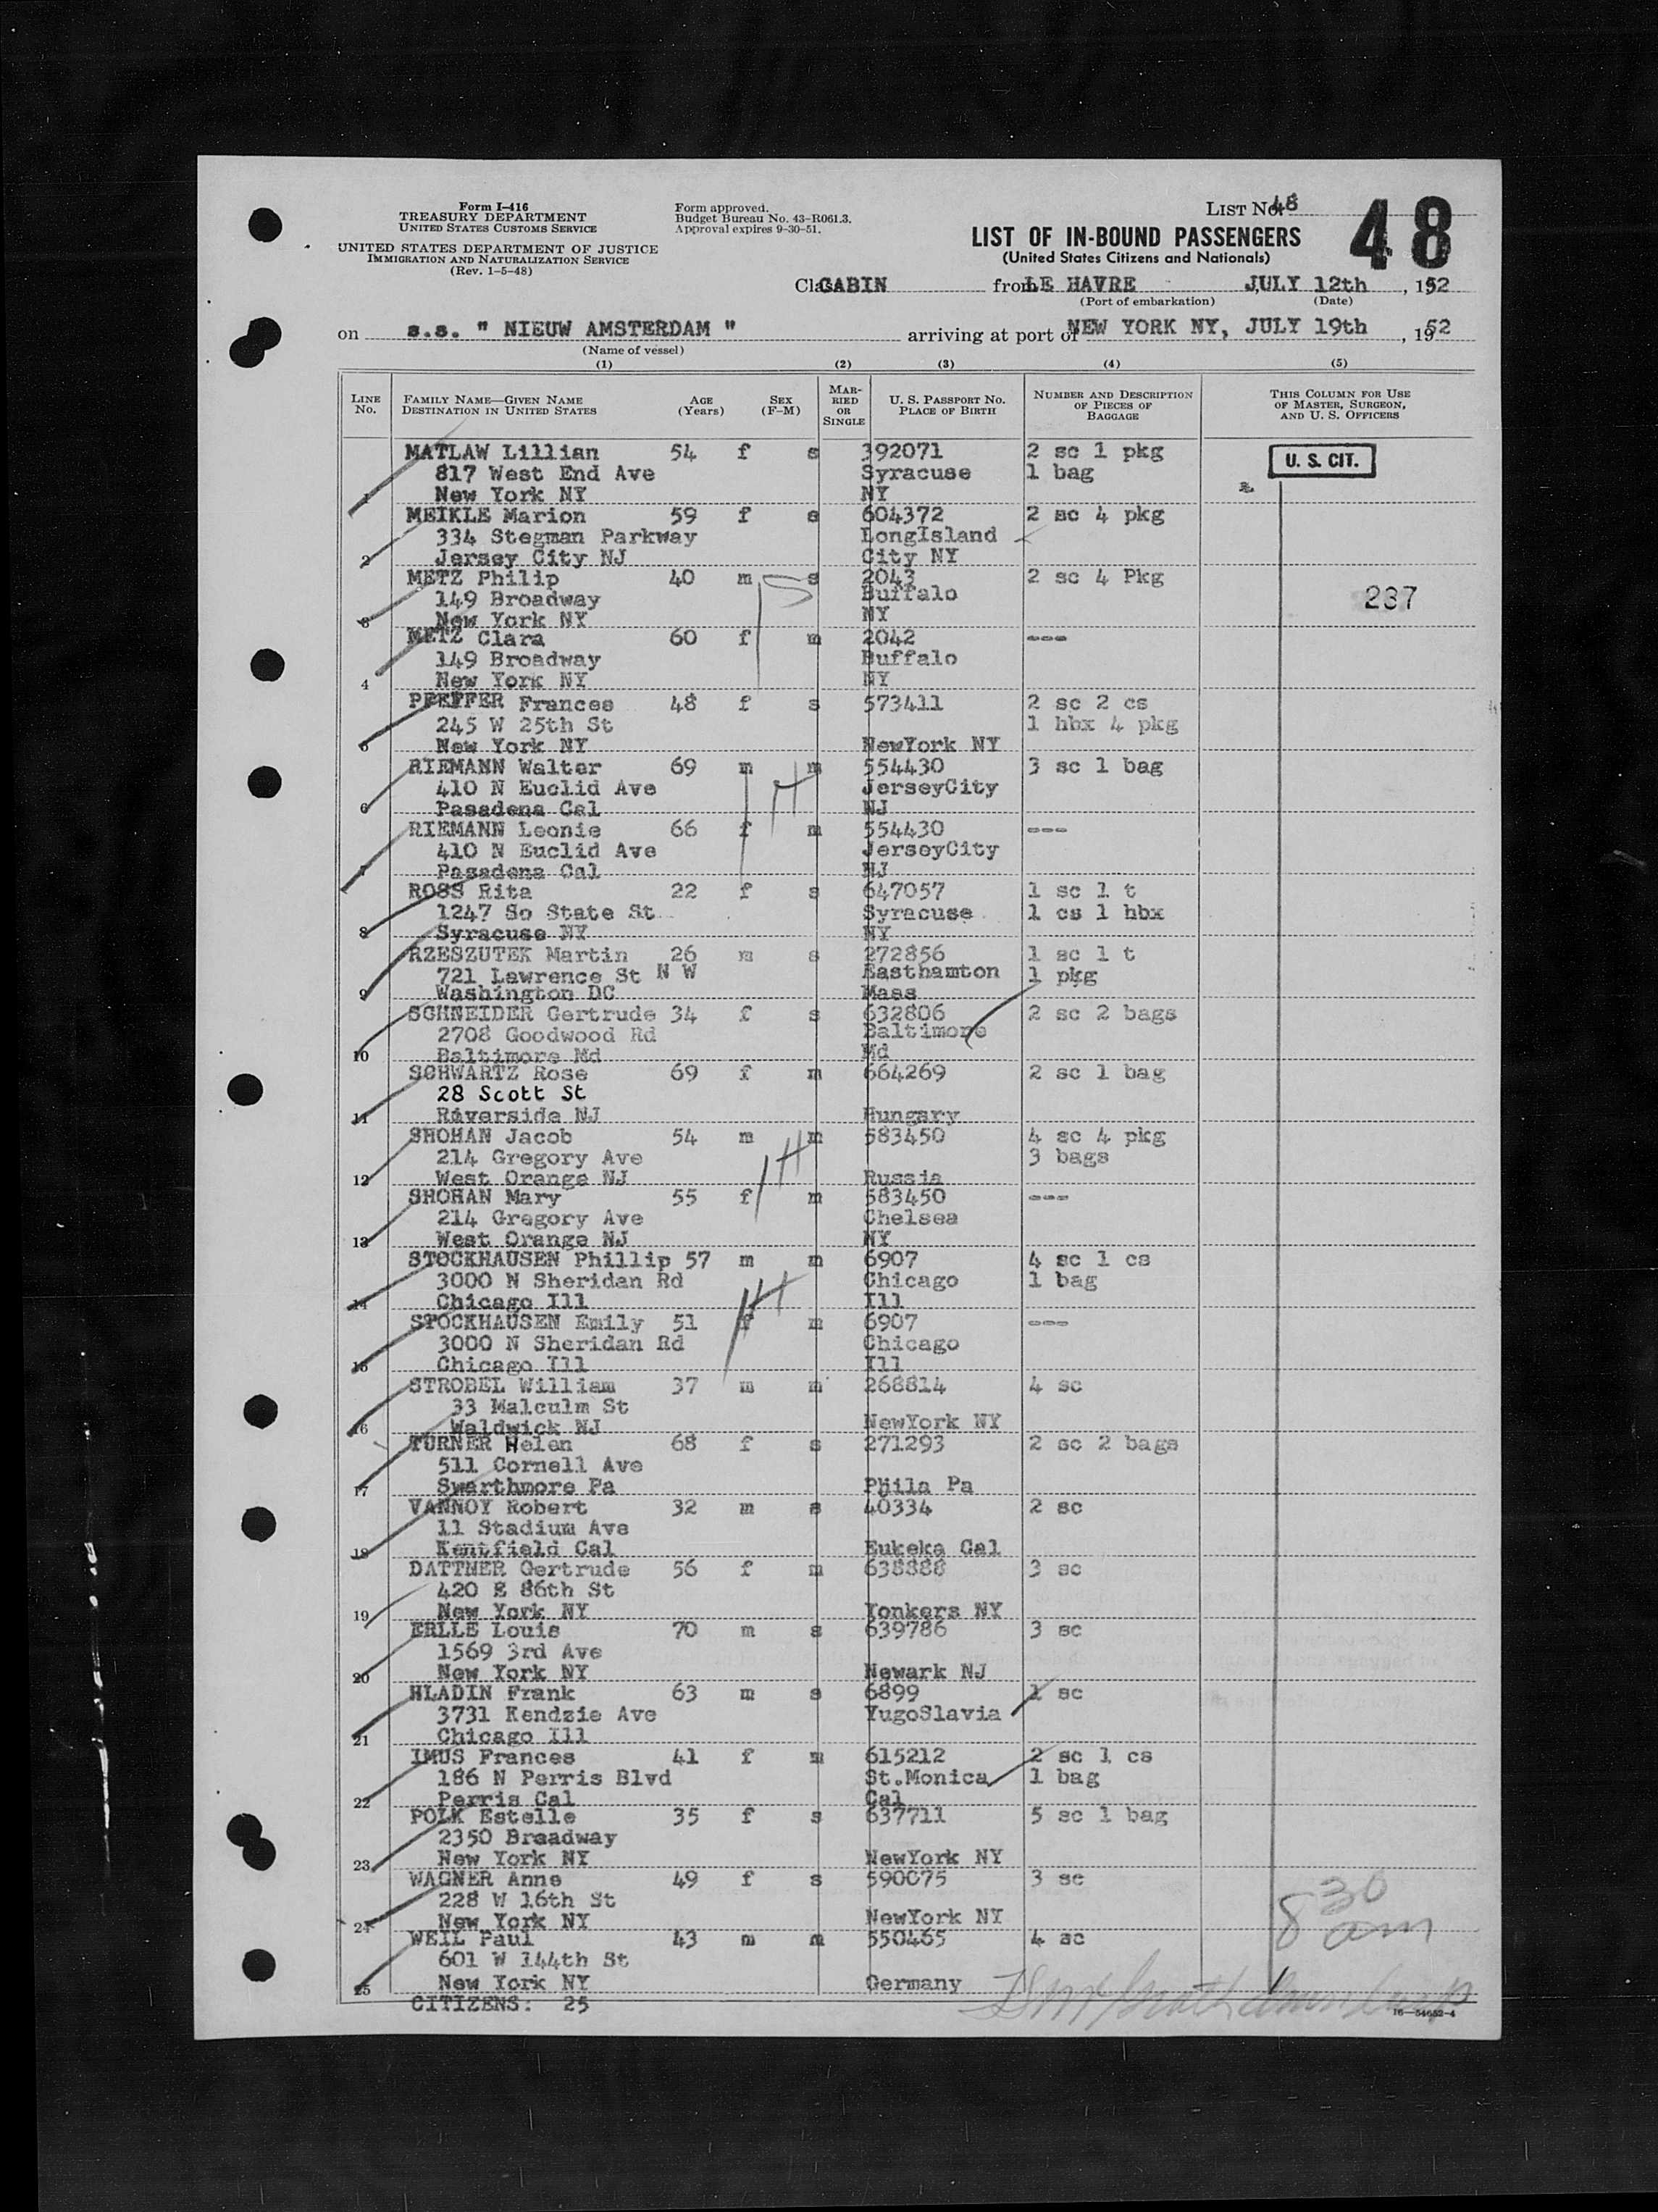 Form I-416
TREASURY DEPARTMENT
UNITED STATES CUSTOMS SERVICE
UNITED STATES DEPARTMENT OF JUSTICE
IMMIGRATION AND NATURALIZATION SERVICE
(Rev. 1-5-48)
Form approved.
Budget Bureau No. 43-R061.3.
Approval expires 9-30-51.
LIST No. 48
48
LIST OF IN-BOUND PASSENGERS
(United States Citizens and Nationals)
Class CABIN from LE HAVRE JULY 12th, 1952
(Port of embarkation) (Date)
on s.s. " NIEUW AMSTERDAM " arriving at port of NEW YORK NY, JULY 19th, 1952
(Name of vessel)
(1) (2) (3) (4) (5)
LINE No. FAMILY NAME—GIVEN NAME DESTINATION IN UNITED STATES AGE (Years) SEX (F-M) MARRIED OR SINGLE U. S. PASSPORT No. PLACE OF BIRTH NUMBER AND DESCRIPTION OF PIECES OF BAGGAGE THIS COLUMN FOR USE OF MASTER, SURGEON, AND U. S. OFFICERS
MATLAW Lillian 54 f s 392071 2 sc 1 pkg U. S. CIT.
817 West End Ave Syracuse 1 bag
1 New York NY NY
MEIKLE Marion 59 f s 604372 2 sc 4 pkg
334 Stegman Parkway LongIsland
2 Jersey City NJ City NY
METZ Philip 40 m s 2043 2 sc 4 Pkg
149 Broadway Buffalo 237
3 New York NY NY
METZ Clara 60 f m 2042 ---
149 Broadway Buffalo
4 New York NY NY
PFEFFER Frances 48 f s 573411 2 sc 2 cs
245 W 25th St 1 hbx 4 pkg
5 New York NY NewYork NY
RIEMANN Walter 69 m m 554430 3 sc 1 bag
410 N Euclid Ave JerseyCity
6 Pasadena Cal NJ
RIEMANN Leonie 66 f m 554430 ---
410 N Euclid Ave JerseyCity
7 Pasadena Cal NJ
ROSS Rita 22 f s 647057 1 sc 1 t
1247 So State St Syracuse 1 cs 1 hbx
8 Syracuse NY NY
RZESZUTEK Martin 26 m s 272856 1 sc 1 t
721 Lawrence St N W Easthamton 1 pkg
9 Washington DC Mass
SCHNEIDER Gertrude 34 f s 632806 2 sc 2 bags
2708 Goodwood Rd Baltimore
10 Baltimore Md Md
SCHWARTZ Rose 69 f m 664269 2 sc 1 bag
28 Scott St
11 Riverside NJ Hungary
SHOHAN Jacob 54 m m 583450 4 sc 4 pkg
214 Gregory Ave 3 bags
12 West Orange NJ Russia
SHOHAN Mary 55 f m 583450 ---
214 Gregory Ave Chelsea
13 West Orange NJ NY
STOCKHAUSEN Phillip 57 m m 6907 4 sc 1 cs
3000 N Sheridan Rd Chicago 1 bag
14 Chicago Ill Ill
STOCKHAUSEN Emily 51 f m 6907 ---
3000 N Sheridan Rd Chicago
15 Chicago Ill Ill
STROBEL William 37 m m 268814 4 sc
33 Malculm St
16 Waldwick NJ NewYork NY
TURNER Helen 68 f s 271293 2 sc 2 bags
511 Cornell Ave
17 Swarthmore Pa Phila Pa
VANNOY Robert 32 m s 40334 2 sc
11 Stadium Ave
18 Kentfield Cal Eukeka Cal
DATTNER Gertrude 56 f m 638888 3 sc
420 E 86th St
19 New York NY Yonkers NY
ERLLE Louis 70 m s 639786 3 sc
1569 3rd Ave
20 New York NY Newark NJ
HLADIN Frank 63 m s 6899 1 sc
3731 Kendzie Ave YugoSlavia
21 Chicago Ill
IMUS Frances 41 f m 615212 2 sc 1 cs
186 N Perris Blvd St.Monica 1 bag
22 Perris Cal Cal
POLK Estelle 35 f s 637711 5 sc 1 bag
2350 Broadway
23 New York NY NewYork NY
WAGNER Anne 49 f s 590075 3 sc
228 W 16th St 8 30
24 New York NY NewYork NY am
WEIL Paul 43 m m 550465 4 sc
601 W 144th St
25 New York NY Germany
CITIZENS: 25
16—54652-4